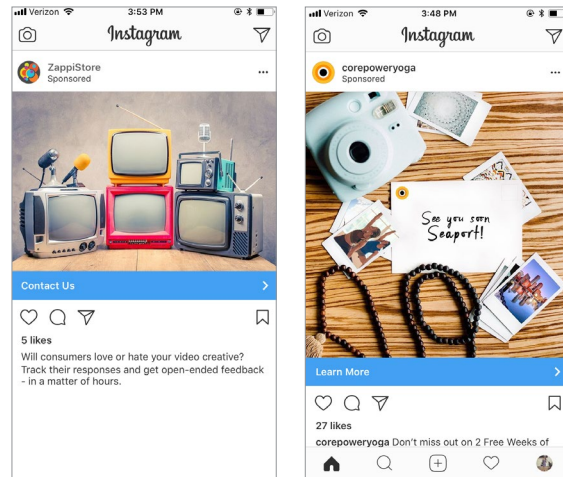 Verizon 3:53 PM
Instagram
ZappiStore
Sponsored
Contact Us
5 likes
Will consumers love or hate your video creative?
Track their responses and get open-ended feedback
- in a matter of hours.
Verizon 3:48 PM
Instagram
corepoweryoga
Sponsored
See you soon
Seaport!
Learn More
27 likes
corepoweryoga Don't miss out on 2 Free Weeks of